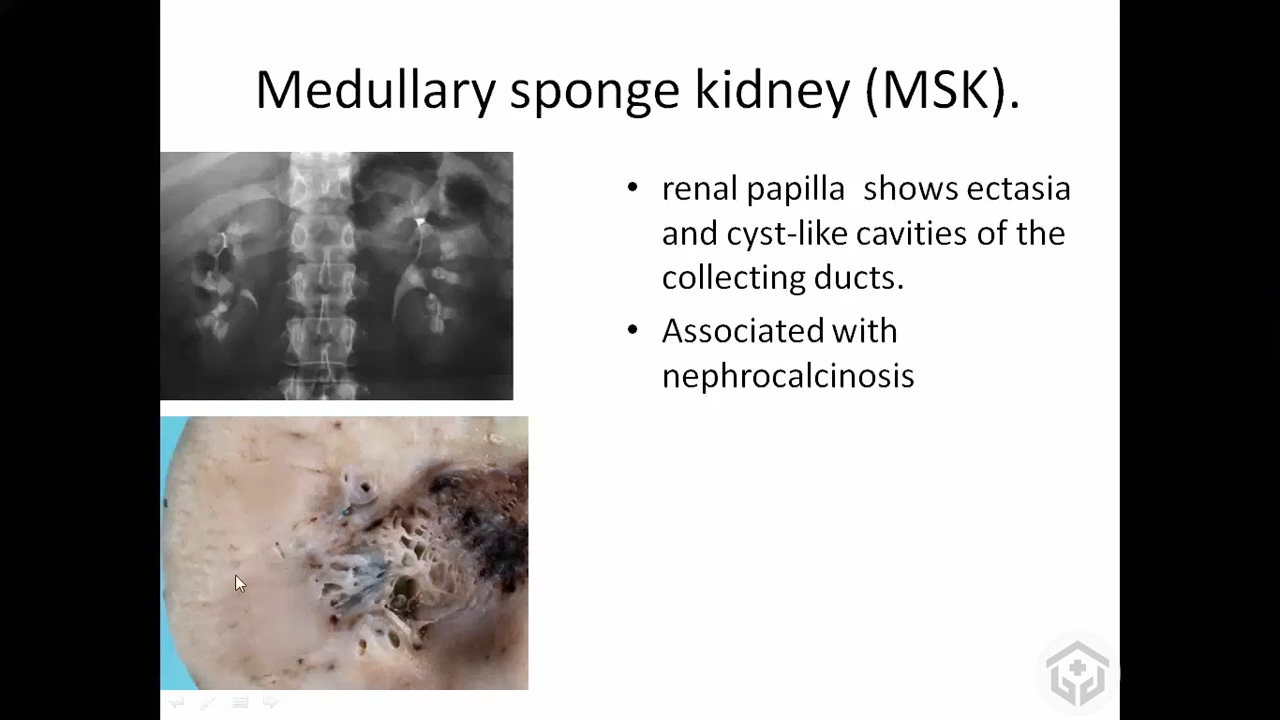 Medullary sponge kidney (MSK).
• renal papilla shows ectasia
and cyst-like cavities of the
collecting ducts.
• Associated with
nephrocalcinosis